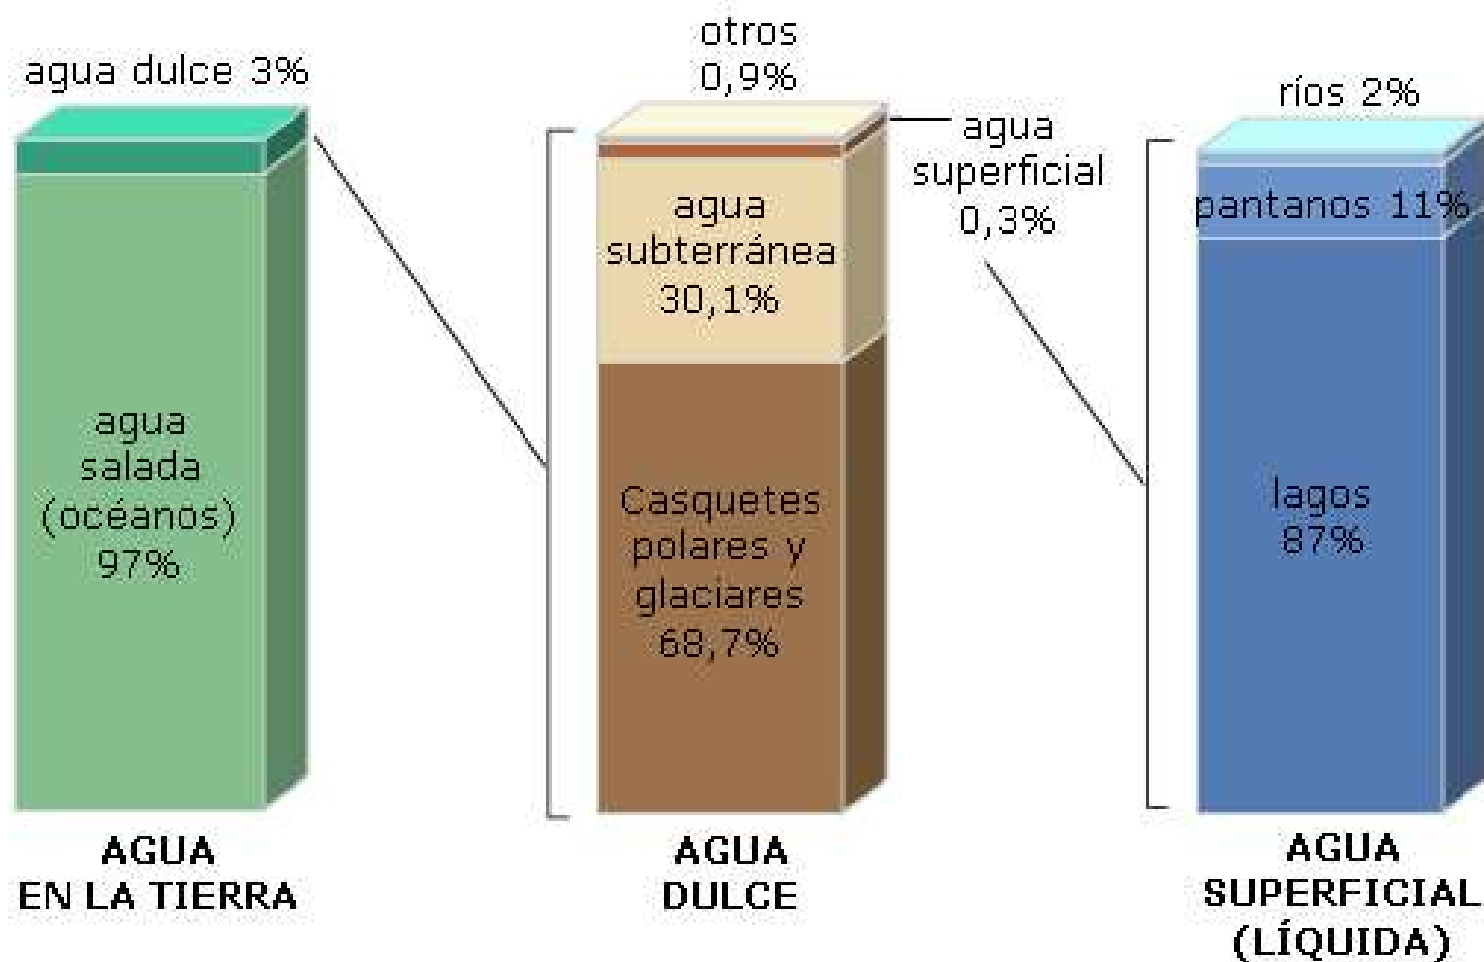 agua dulce 3%
agua
salada
(océanos)
97%
AGUA
EN LA TIERRA
otros
0,9%
agua
superficial
0,3%
agua
subterránea
30,1%
Casquetes
polares y
glaciares
68,7%
AGUA
DULCE
ríos 2%
pantanos 11%
lagos
87%
AGUA
SUPERFICIAL
(LÍQUIDA)